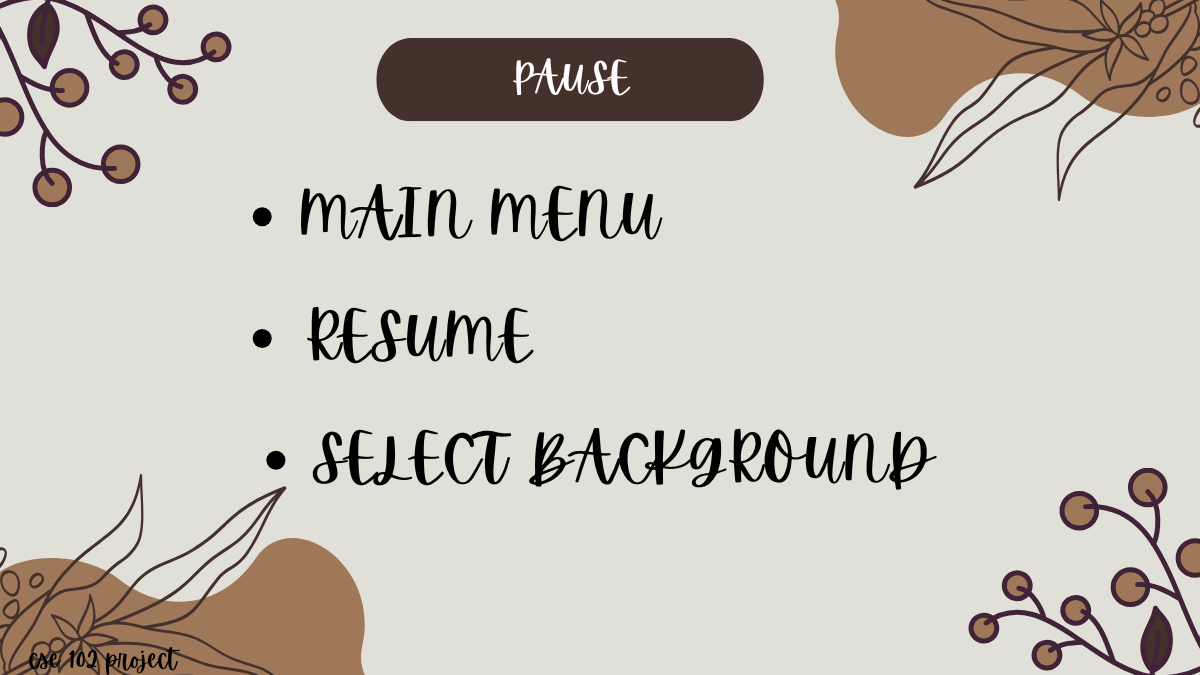 PAUSE
• MAIN MENU
• RESUME
• SELECT BACKgROUND
cse 102 project